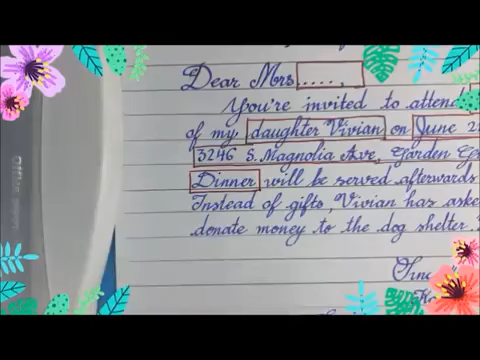 Dear Mrs ....,
You're invited to attend
of my daughter Vivian on June
3246 S. Magnolia Ave, Garden
Dinner will be served afterwards
Instead of gifts, Vivian has
donate money to the dog shelter.